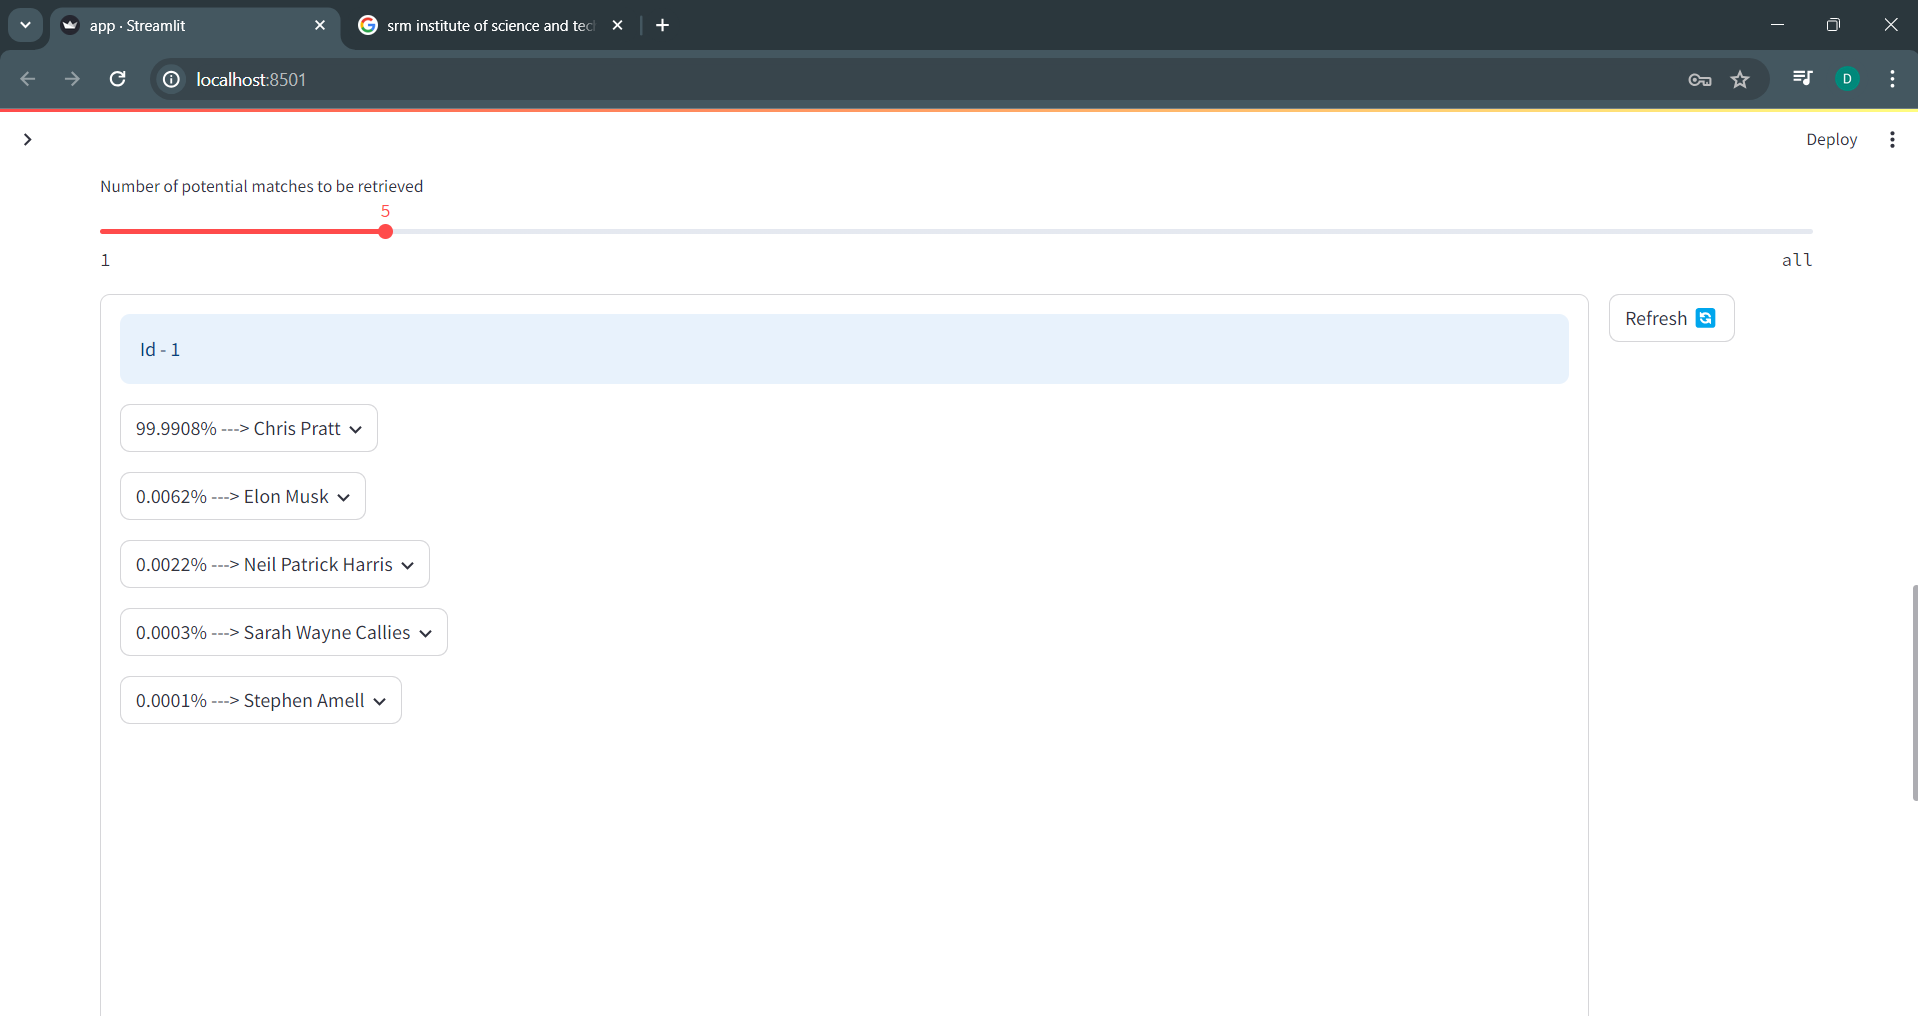 app · Streamlit
srm institute of science and tec
localhost:8501
D
Deploy
Number of potential matches to be retrieved
5
1
all
Id - 1
Refresh
99.9908% ---> Chris Pratt
0.0062% ---> Elon Musk
0.0022% ---> Neil Patrick Harris
0.0003% ---> Sarah Wayne Callies
0.0001% ---> Stephen Amell